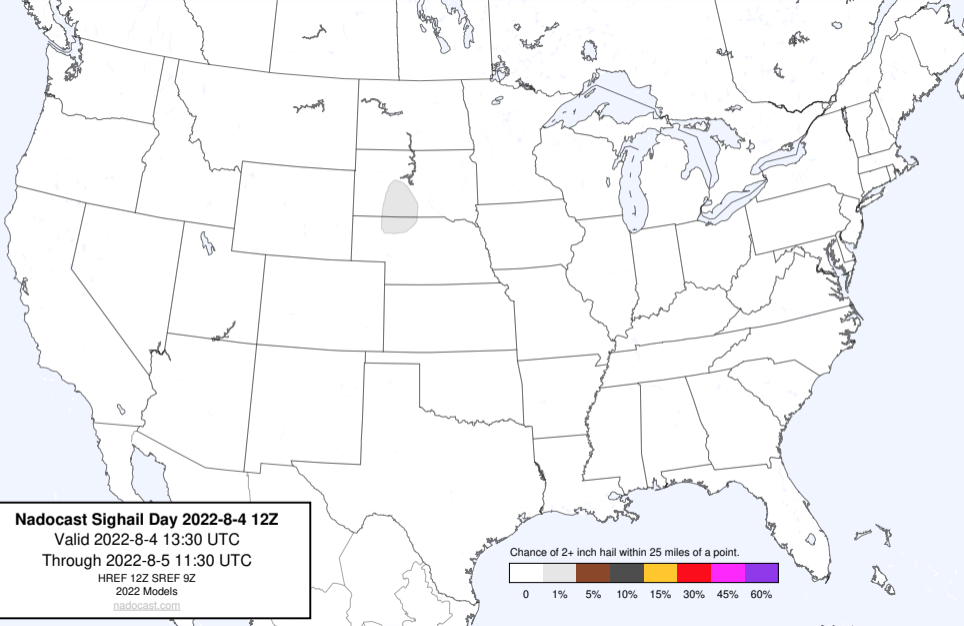 Nadocast Sighail Day 2022-8-4 12Z
Valid 2022-8-4 13:30 UTC
Through 2022-8-5 11:30 UTC
HREF 12Z SREF 9Z
2022 Models
nadocast.com
Chance of 2+ inch hail within 25 miles of a point.
0 1% 5% 10% 15% 30% 45% 60%